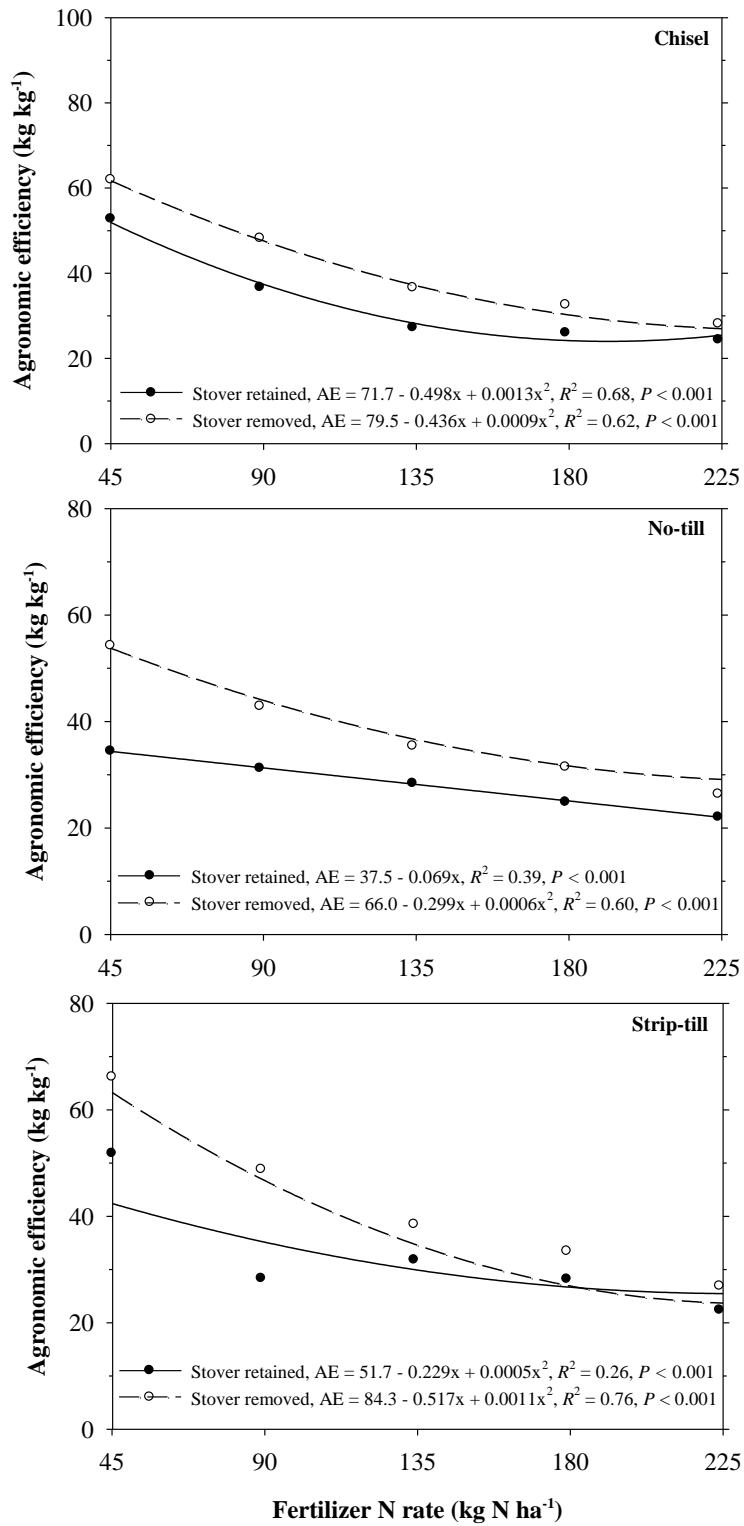 100
Chisel
80
60
40
20
0
Agronomic efficiency (kg kg⁻¹)
Stover retained, AE = 71.7 - 0.498x + 0.0013x², R² = 0.68, P < 0.001
Stover removed, AE = 79.5 - 0.436x + 0.0009x², R² = 0.62, P < 0.001
45 90 135 180 225
80
No-till
60
40
20
0
Agronomic efficiency (kg kg⁻¹)
Stover retained, AE = 37.5 - 0.069x, R² = 0.39, P < 0.001
Stover removed, AE = 66.0 - 0.299x + 0.0006x², R² = 0.60, P < 0.001
45 90 135 180 225
80
Strip-till
60
40
20
0
Agronomic efficiency (kg kg⁻¹)
Stover retained, AE = 51.7 - 0.229x + 0.0005x², R² = 0.26, P < 0.001
Stover removed, AE = 84.3 - 0.517x + 0.0011x², R² = 0.76, P < 0.001
45 90 135 180 225
Fertilizer N rate (kg N ha⁻¹)